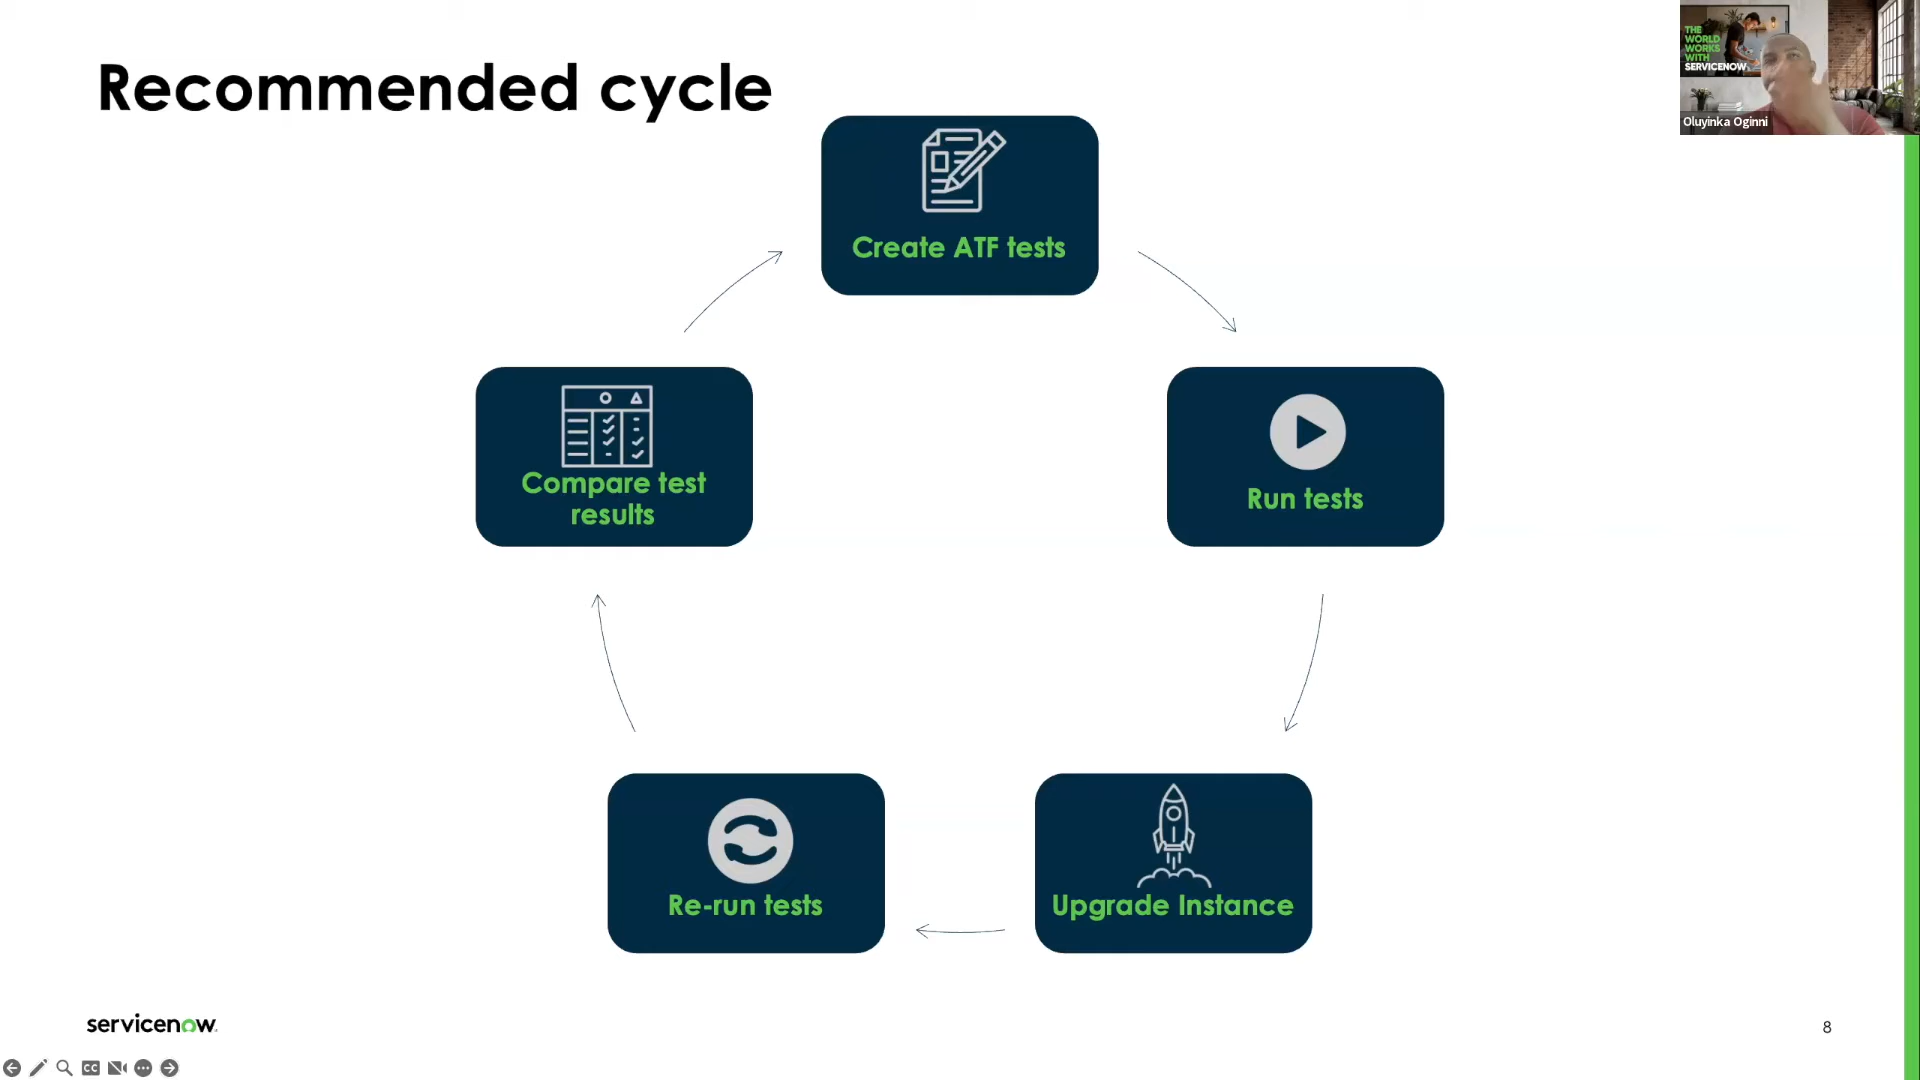 Recommended cycle
THE
WORLD
WORKS
WITH
SERVICENOW
Oluyinka Oginni
Create ATF tests
Run tests
Upgrade Instance
Re-run tests
Compare test
results
servicenow.
8
CC